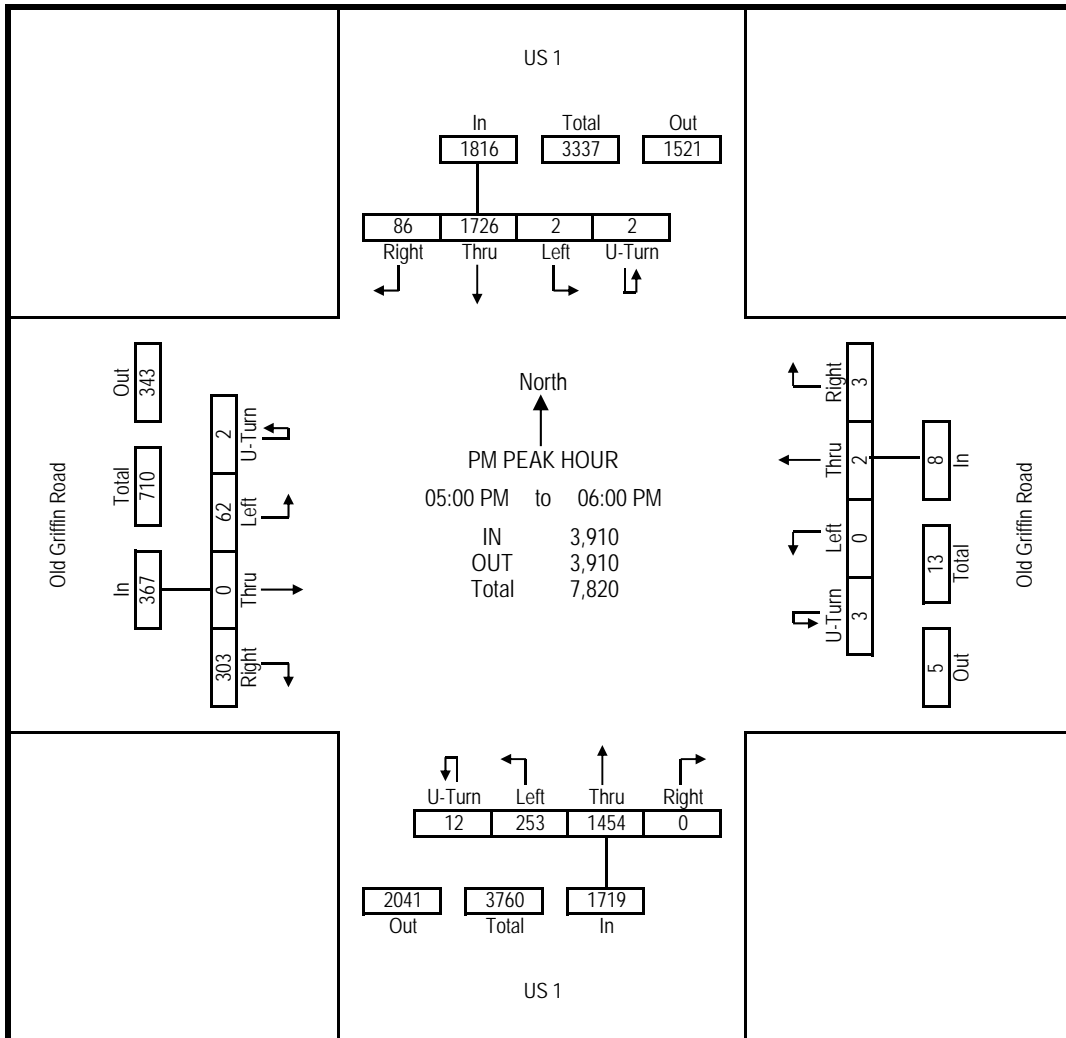 US 1
In Total Out
1816 3337 1521
86 1726 2 2
Right Thru Left U-Turn
Old Griffin Road
Out 343
Total 710
In 367
2 U-Turn
62 Left
0 Thru
303 Right
North
PM PEAK HOUR
05:00 PM to 06:00 PM
IN 3,910
OUT 3,910
Total 7,820
Right 3
Thru 2
Left 0
U-Turn 3
8 In
13 Total
5 Out
Old Griffin Road
U-Turn Left Thru Right
12 253 1454 0
2041 3760 1719
Out Total In
US 1